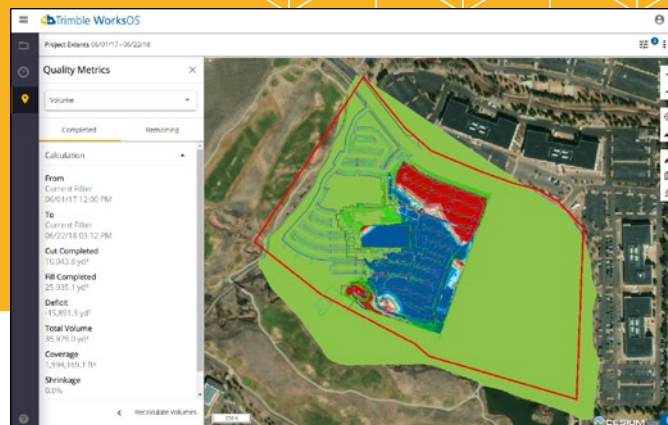 Trimble WorksOS
Project Extents 06/01/17 - 06/22/18
Quality Metrics
Volume
Completed Remaining
Calculation
From
Current Filter
06/01/17 12:00 PM
To
Current Filter
06/22/18 03:12 PM
Cut Completed
10,043.8 yd³
Fill Completed
25,935.1 yd³
Deficit
-15,891.3 yd³
Total Volume
35,979.0 yd³
Coverage
1,994,169.1 ft²
Shrinkage
0.0%
Recalculate Volumes
CESIUM